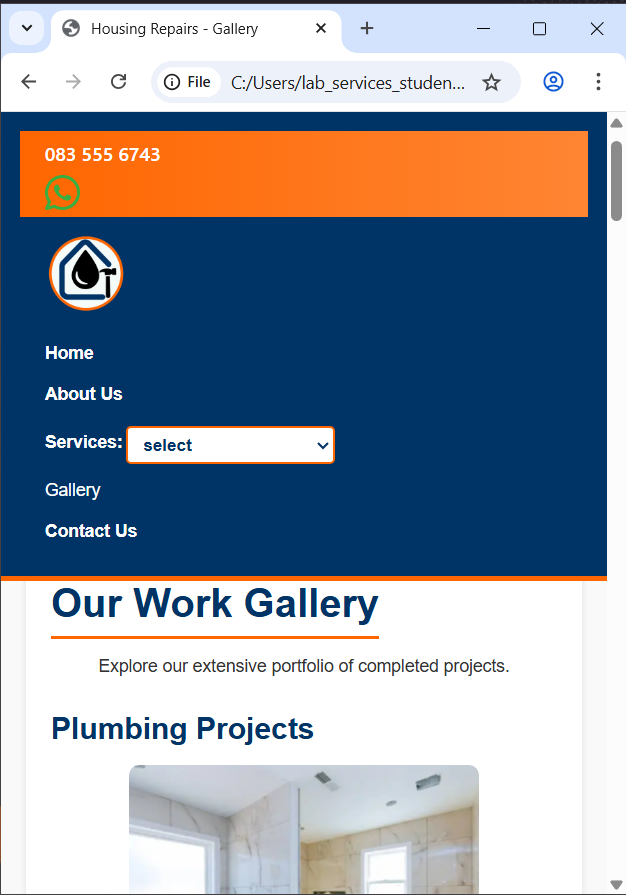 Housing Repairs - Gallery
File C:/Users/lab_services_studen...
083 555 6743
Home
About Us
Services: select
Gallery
Contact Us
Our Work Gallery
Explore our extensive portfolio of completed projects.
Plumbing Projects